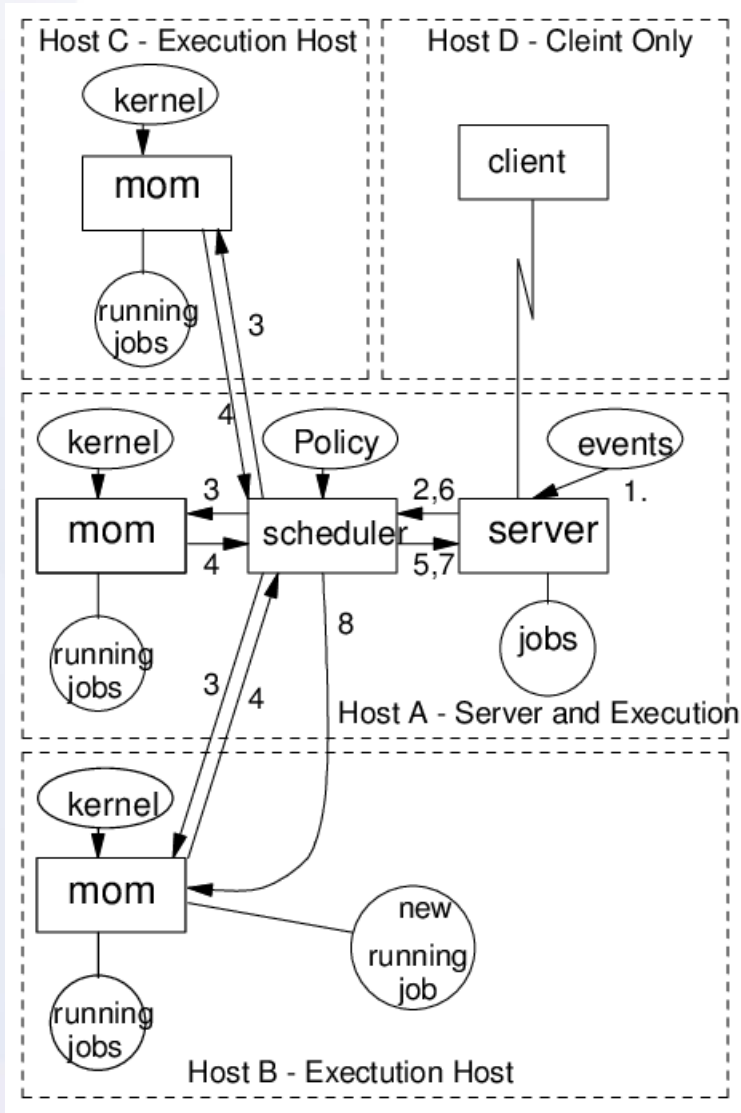 Host C - Execution Host
Host D - Cleint Only
kernel
mom
client
running
jobs
3
4
kernel
Policy
events
1.
3
2,6
mom
scheduler
server
4
5,7
running
jobs
8
jobs
3
4
Host A - Server and Execution
kernel
mom
new
running
job
running
jobs
Host B - Exectution Host